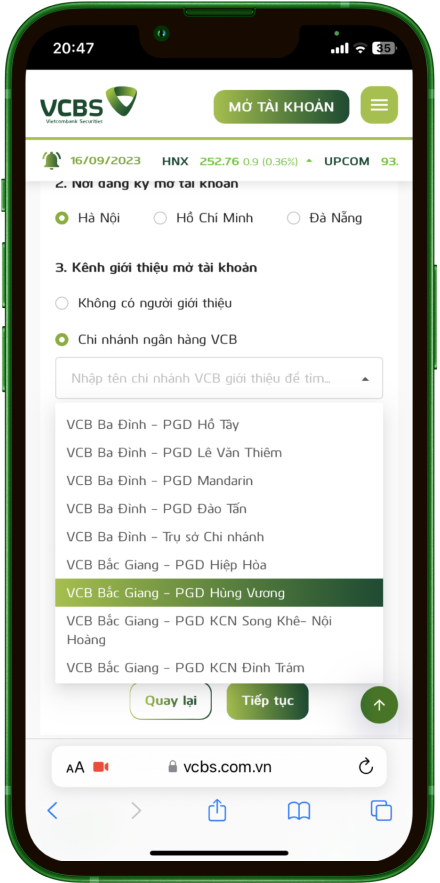 20:47
35
VCBS
Vietcombank Securities
MỞ TÀI KHOẢN
16/09/2023 HNX 252.76 0.9 (0.36%) UPCOM 93.
2. Nơi đăng ký mở tài khoản
Hà Nội Hồ Chí Minh Đà Nẵng
3. Kênh giới thiệu mở tài khoản
Không có người giới thiệu
Chi nhánh ngân hàng VCB
Nhập tên chi nhánh VCB giới thiệu để tìm...
VCB Ba Đình - PGD Hồ Tây
VCB Ba Đình - PGD Lê Văn Thiêm
VCB Ba Đình - PGD Mandarin
VCB Ba Đình - PGD Đào Tấn
VCB Ba Đình - Trụ sở Chi nhánh
VCB Bắc Giang - PGD Hiệp Hòa
VCB Bắc Giang - PGD Hùng Vương
VCB Bắc Giang - PGD KCN Song Khê- Nội
Hoàng
VCB Bắc Giang - PGD KCN Đình Trám
Quay lại Tiếp tục
AA vcbs.com.vn